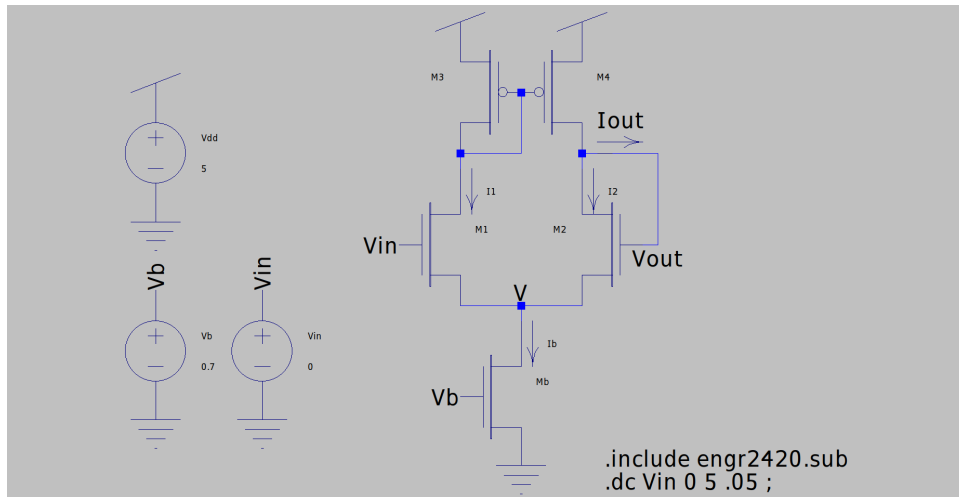 M3
M4
Iout
Vdd
5
I1
I2
M1
M2
Vin
Vout
Vb
Vin
V
Vb
0.7
Vin
0
Ib
Mb
Vb
.include engr2420.sub
.dc Vin 0 5 .05 ;